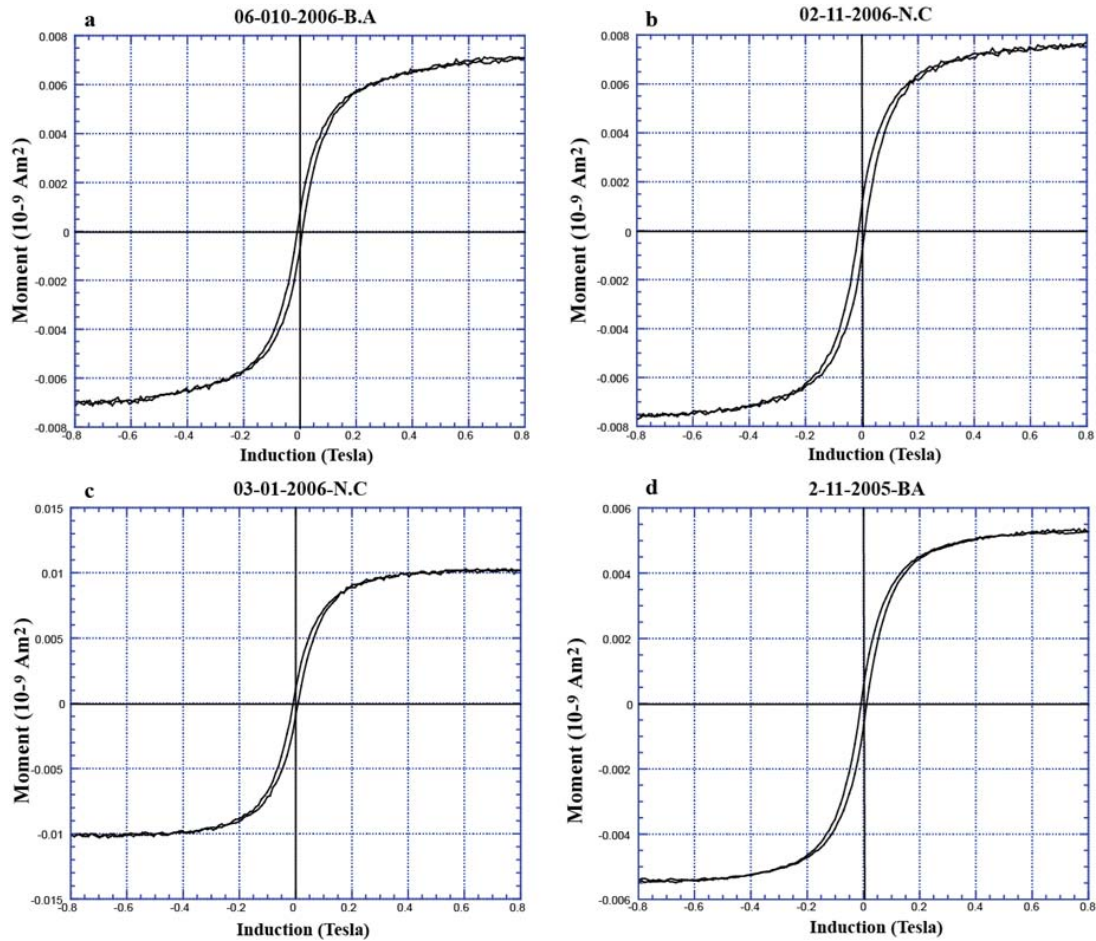 a 06-010-2006-B.A
0.008
0.006
0.004
0.002
0
-0.002
-0.004
-0.006
-0.008
Moment (10-9 Am2)
-0.8 -0.6 -0.4 -0.2 0 0.2 0.4 0.6 0.8
Induction (Tesla)
b 02-11-2006-N.C
0.008
0.006
0.004
0.002
0
-0.002
-0.004
-0.006
-0.008
Moment (10-9 Am2)
-0.8 -0.6 -0.4 -0.2 0 0.2 0.4 0.6 0.8
Induction (Tesla)
c 03-01-2006-N.C
0.015
0.01
0.005
0
-0.005
-0.01
-0.015
Moment (10-9 Am2)
-0.8 -0.6 -0.4 -0.2 0 0.2 0.4 0.6 0.8
Induction (Tesla)
d 2-11-2005-BA
0.006
0.004
0.002
0
-0.002
-0.004
-0.006
Moment (10-9 Am2)
-0.8 -0.6 -0.4 -0.2 0 0.2 0.4 0.6 0.8
Induction (Tesla)